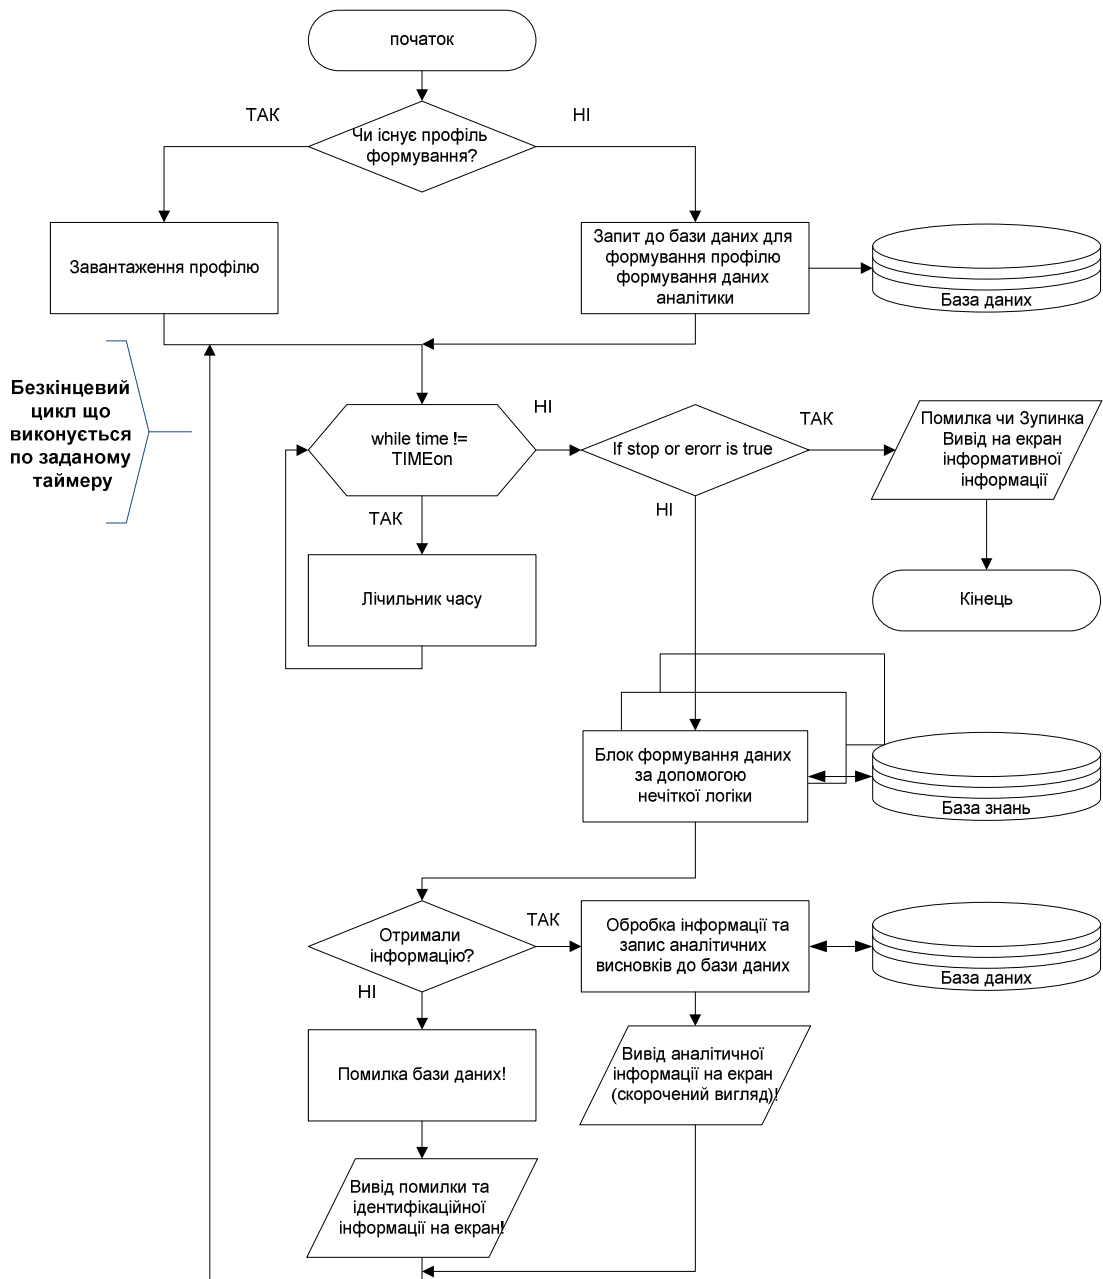 початок
ТАК
НІ
Чи існує профіль
формування?
Завантаження профілю
Запит до бази даних для
формування профілю
формування даних
аналітики
База даних
Безкінцевий
цикл що
виконується
по заданому
таймеру
while time !=
TIMEon
НІ
If stop or erorr is true
ТАК
Помилка чи Зупинка
Вивід на екран
інформативної
інформації
ТАК
НІ
Лічильник часу
Кінець
Блок формування даних
за допомогою
нечіткої логіки
База знань
Отримали
інформацію?
ТАК
НІ
Обробка інформації та
запис аналітичних
висновків до бази даних
База даних
Помилка бази даних!
Вивід аналітичної
інформації на екран
(скорочений вигляд)!
Вивід помилки та
ідентифікаційної
інформації на екран!